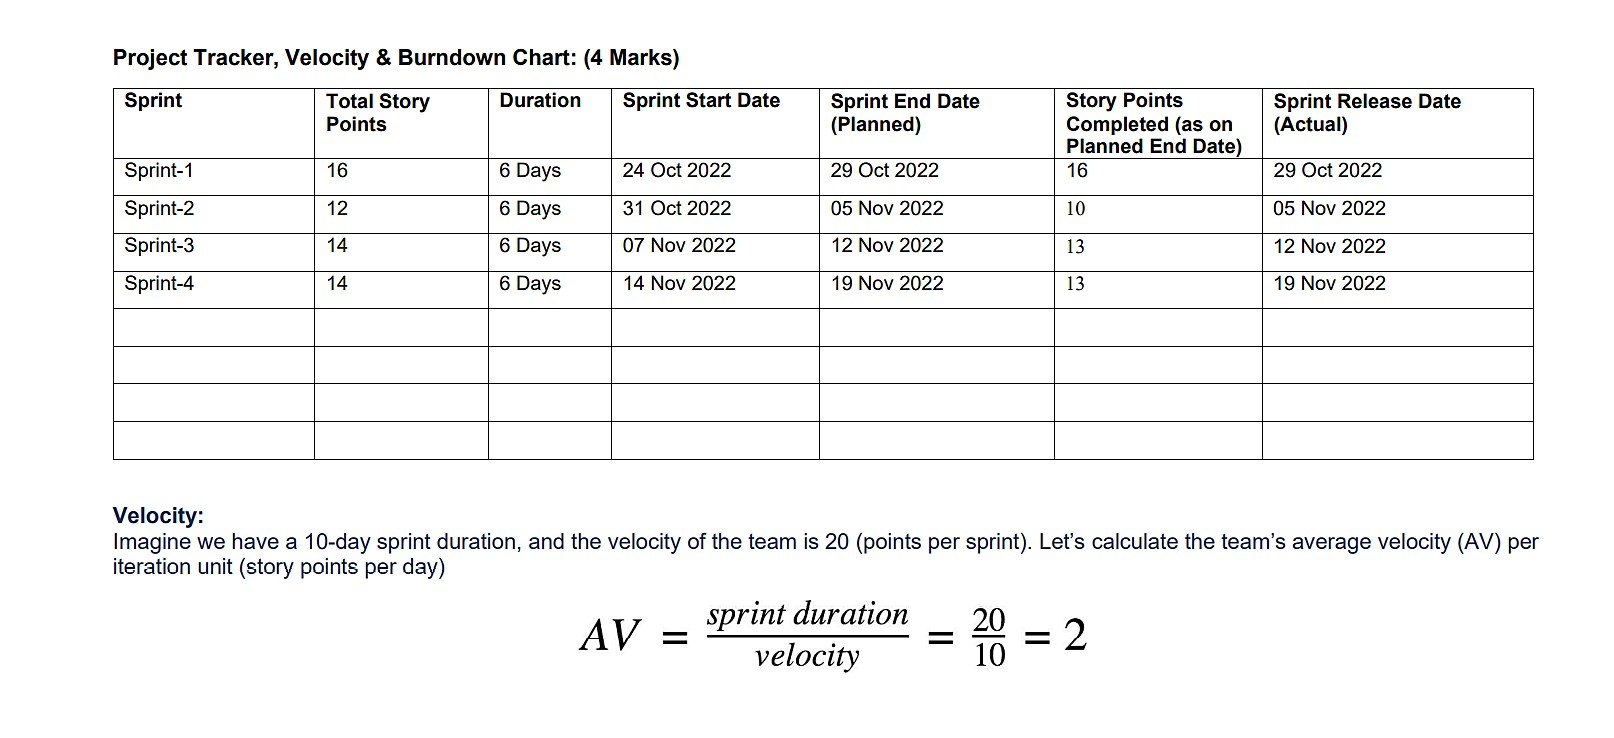 Project Tracker, Velocity & Burndown Chart: (4 Marks)
Sprint Total Story Points Duration Sprint Start Date Sprint End Date (Planned) Story Points Completed (as on Planned End Date) Sprint Release Date (Actual)
Sprint-1 16 6 Days 24 Oct 2022 29 Oct 2022 16 29 Oct 2022
Sprint-2 12 6 Days 31 Oct 2022 05 Nov 2022 10 05 Nov 2022
Sprint-3 14 6 Days 07 Nov 2022 12 Nov 2022 13 12 Nov 2022
Sprint-4 14 6 Days 14 Nov 2022 19 Nov 2022 13 19 Nov 2022
Velocity:
Imagine we have a 10-day sprint duration, and the velocity of the team is 20 (points per sprint). Let’s calculate the team’s average velocity (AV) per
iteration unit (story points per day)
AV = sprint duration / velocity = 20 / 10 = 2